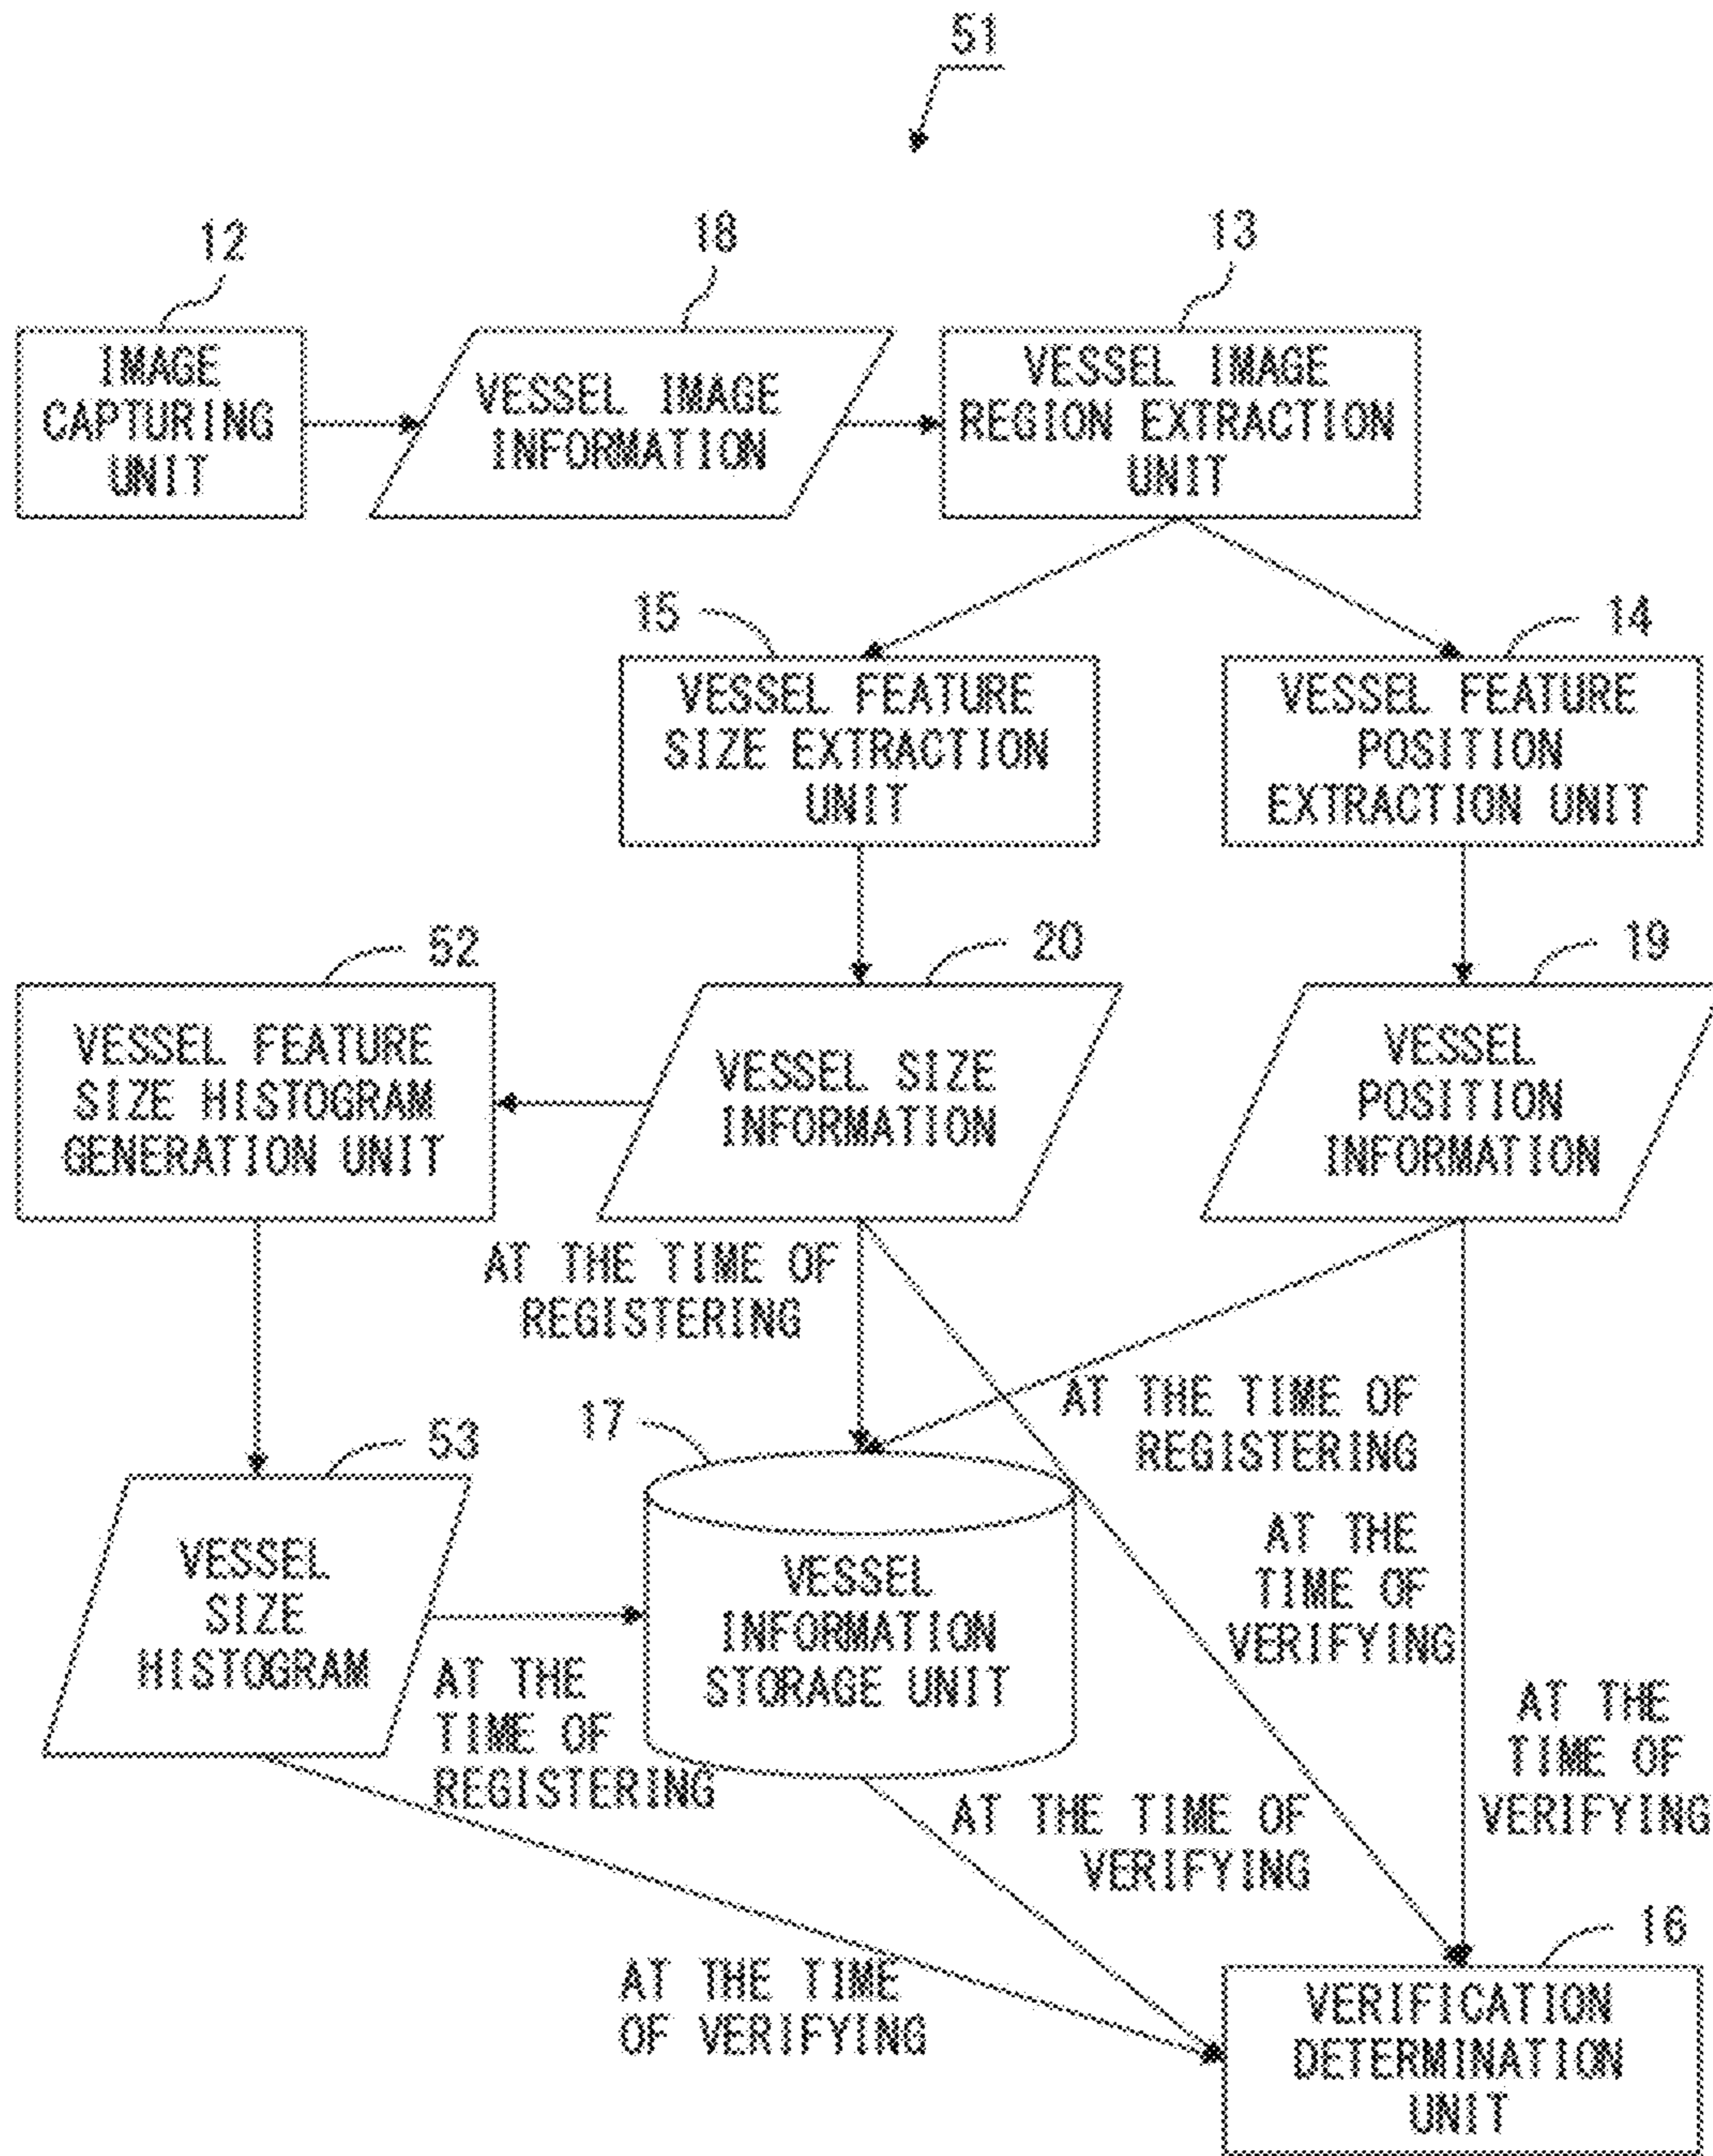 51
12
18
13
IMAGE
CAPTURING
UNIT
VESSEL IMAGE
INFORMATION
VESSEL IMAGE
REGION EXTRACTION
UNIT
15
14
VESSEL FEATURE
SIZE EXTRACTION
UNIT
VESSEL FEATURE
POSITION
EXTRACTION UNIT
52
20
19
VESSEL FEATURE
SIZE HISTOGRAM
GENERATION UNIT
VESSEL SIZE
INFORMATION
VESSEL
POSITION
INFORMATION
AT THE TIME OF
REGISTERING
AT THE TIME OF
REGISTERING
53
17
VESSEL
SIZE
HISTOGRAM
VESSEL
INFORMATION
STORAGE UNIT
AT THE
TIME OF
VERIFYING
AT THE
TIME OF
REGISTERING
AT THE
TIME OF
VERIFYING
AT THE TIME OF
VERIFYING
AT THE TIME
OF VERIFYING
16
VERIFICATION
DETERMINATION
UNIT